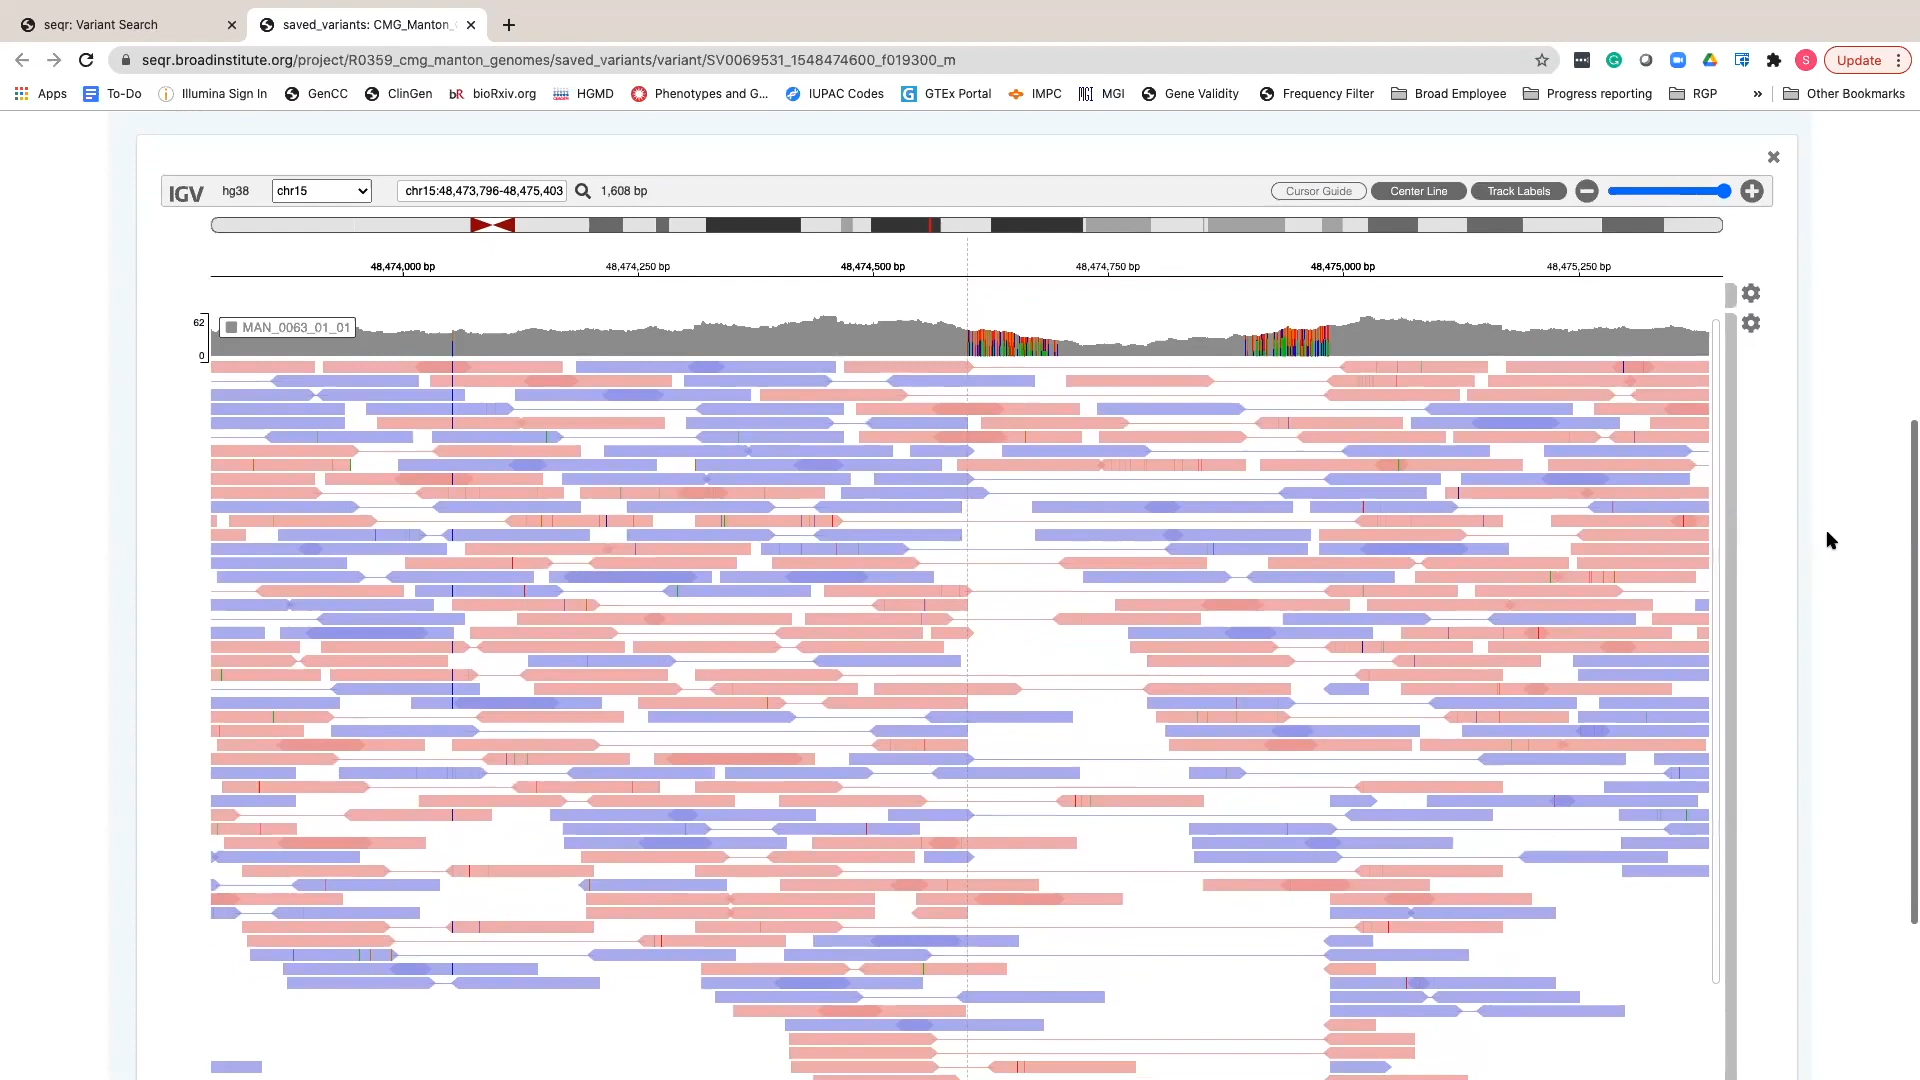 seqr: Variant Search
saved_variants: CMG_Manton_
seqr.broadinstitute.org/project/R0359_cmg_manton_genomes/saved_variants/variant/SV0069531_1548474600_f019300_m
S
Update
Apps
To-Do
Illumina Sign In
GenCC
ClinGen
bR bioRxiv.org
HGMD
Phenotypes and G...
IUPAC Codes
G GTEx Portal
IMPC
MGI
Gene Validity
Frequency Filter
Broad Employee
Progress reporting
RGP
»
Other Bookmarks
IGV hg38 chr15 chr15:48,473,796-48,475,403 1,608 bp Cursor Guide Center Line Track Labels
48,474,000 bp 48,474,250 bp 48,474,500 bp 48,474,750 bp 48,475,000 bp 48,475,250 bp
62
MAN_0063_01_01
0